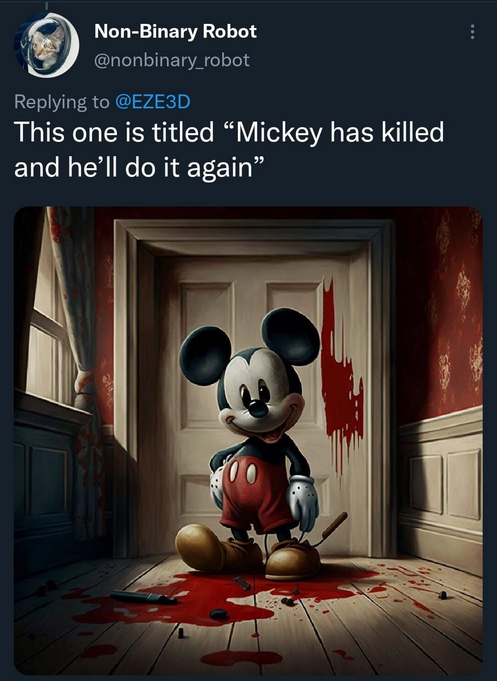 Non-Binary Robot
@nonbinary_robot
Replying to @EZE3D
This one is titled “Mickey has killed
and he’ll do it again”